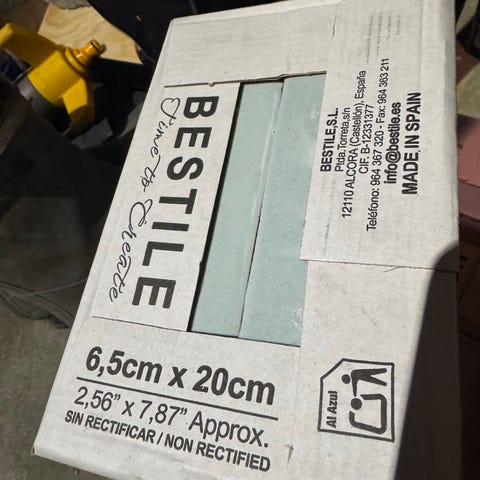 BESTILE
Time to Create
BESTILE, S.L.
Ptda. Torreta, s/n
12110 ALCORA (Castellón), España
CIF. B-12331377
Teléfono: 964 367 320 - Fax: 964 363 211
info@bestile.es
MADE IN SPAIN
6,5cm x 20cm
2,56" x 7,87" Approx.
SIN RECTIFICAR / NON RECTIFIED
Al Azul